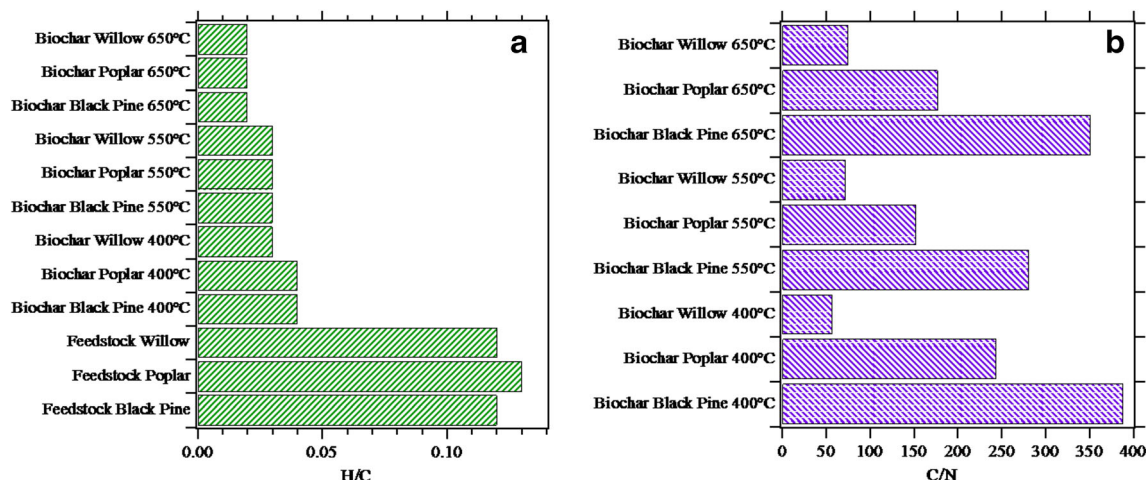 a
Biochar Willow 650°C
Biochar Poplar 650°C
Biochar Black Pine 650°C
Biochar Willow 550°C
Biochar Poplar 550°C
Biochar Black Pine 550°C
Biochar Willow 400°C
Biochar Poplar 400°C
Biochar Black Pine 400°C
Feedstock Willow
Feedstock Poplar
Feedstock Black Pine
0.00 0.05 0.10
H/C
b
Biochar Willow 650°C
Biochar Poplar 650°C
Biochar Black Pine 650°C
Biochar Willow 550°C
Biochar Poplar 550°C
Biochar Black Pine 550°C
Biochar Willow 400°C
Biochar Poplar 400°C
Biochar Black Pine 400°C
0 50 100 150 200 250 300 350 400
C/N